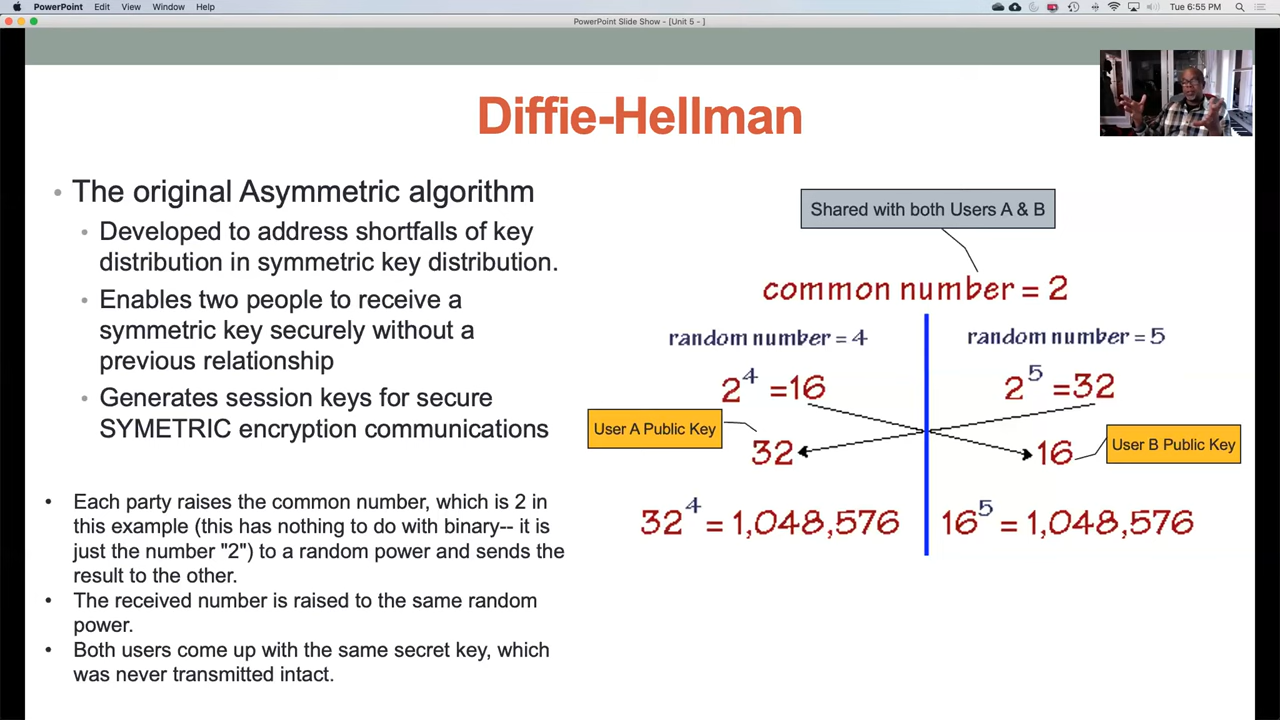 PowerPoint Edit View Window Help
Tue 6:55 PM
PowerPoint Slide Show - [Unit 5 - ]
Diffie-Hellman
• The original Asymmetric algorithm
• Developed to address shortfalls of key
distribution in symmetric key distribution.
• Enables two people to receive a
symmetric key securely without a
previous relationship
• Generates session keys for secure
SYMETRIC encryption communications
• Each party raises the common number, which is 2 in
this example (this has nothing to do with binary-- it is
just the number "2") to a random power and sends the
result to the other.
• The received number is raised to the same random
power.
• Both users come up with the same secret key, which
was never transmitted intact.
Shared with both Users A & B
common number = 2
random number = 4
random number = 5
2⁴ =16
2⁵ =32
User A Public Key
32
16
User B Public Key
32⁴ = 1,048,576
16⁵ = 1,048,576